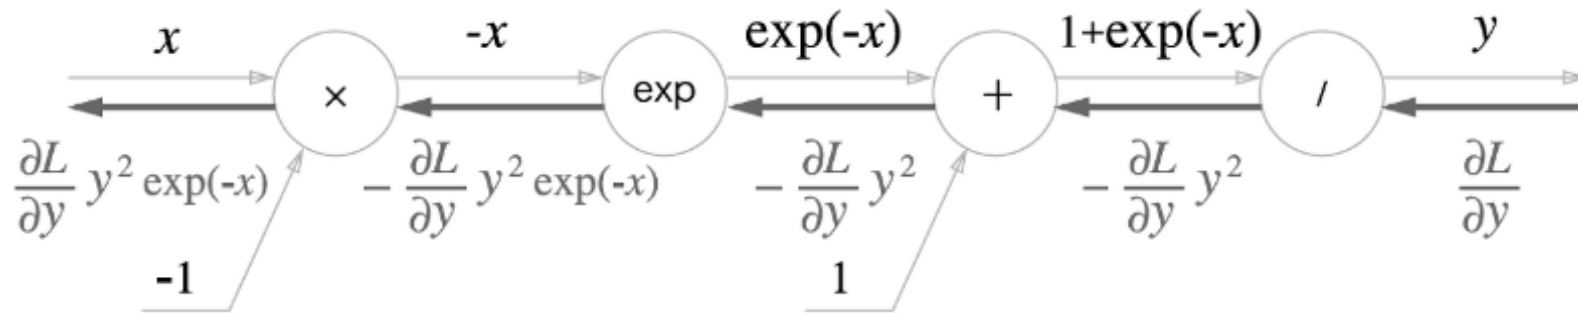 x -x exp(-x) 1+exp(-x) y
× exp + /
∂L/∂y y² exp(-x) - ∂L/∂y y² exp(-x) - ∂L/∂y y² - ∂L/∂y y² ∂L/∂y
-1 1